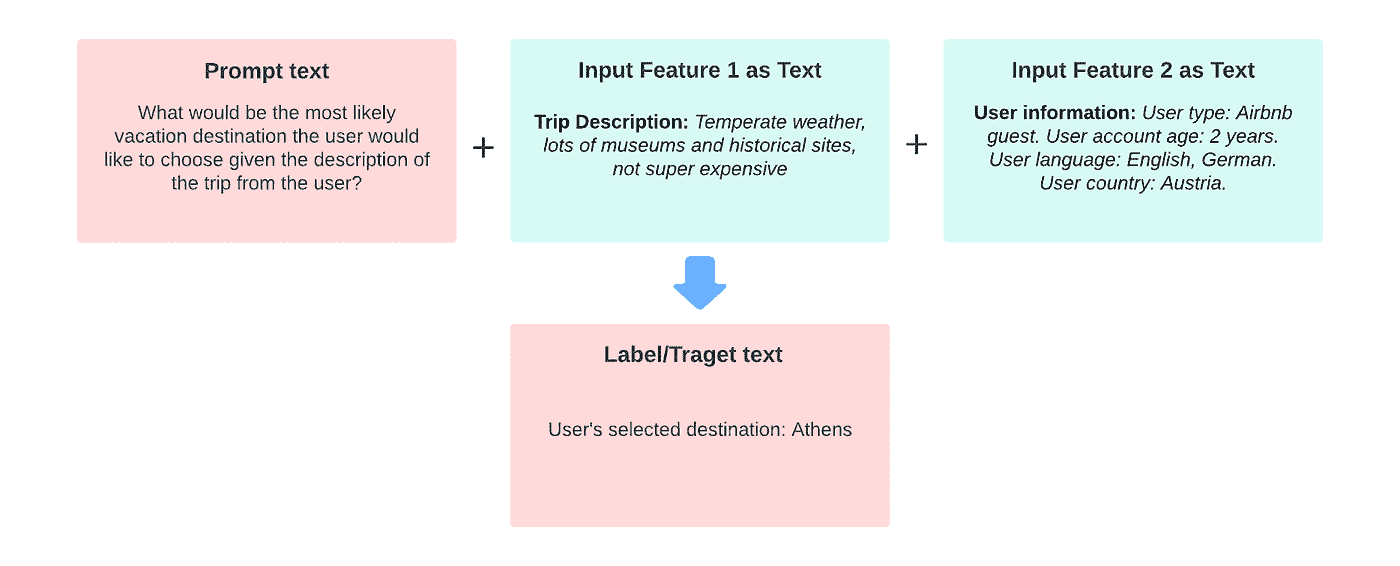 Prompt text
What would be the most likely
vacation destination the user would
like to choose given the description of
the trip from the user?
+
Input Feature 1 as Text
Trip Description: Temperate weather,
lots of museums and historical sites,
not super expensive
+
Input Feature 2 as Text
User information: User type: Airbnb
guest. User account age: 2 years.
User language: English, German.
User country: Austria.
Label/Traget text
User's selected destination: Athens